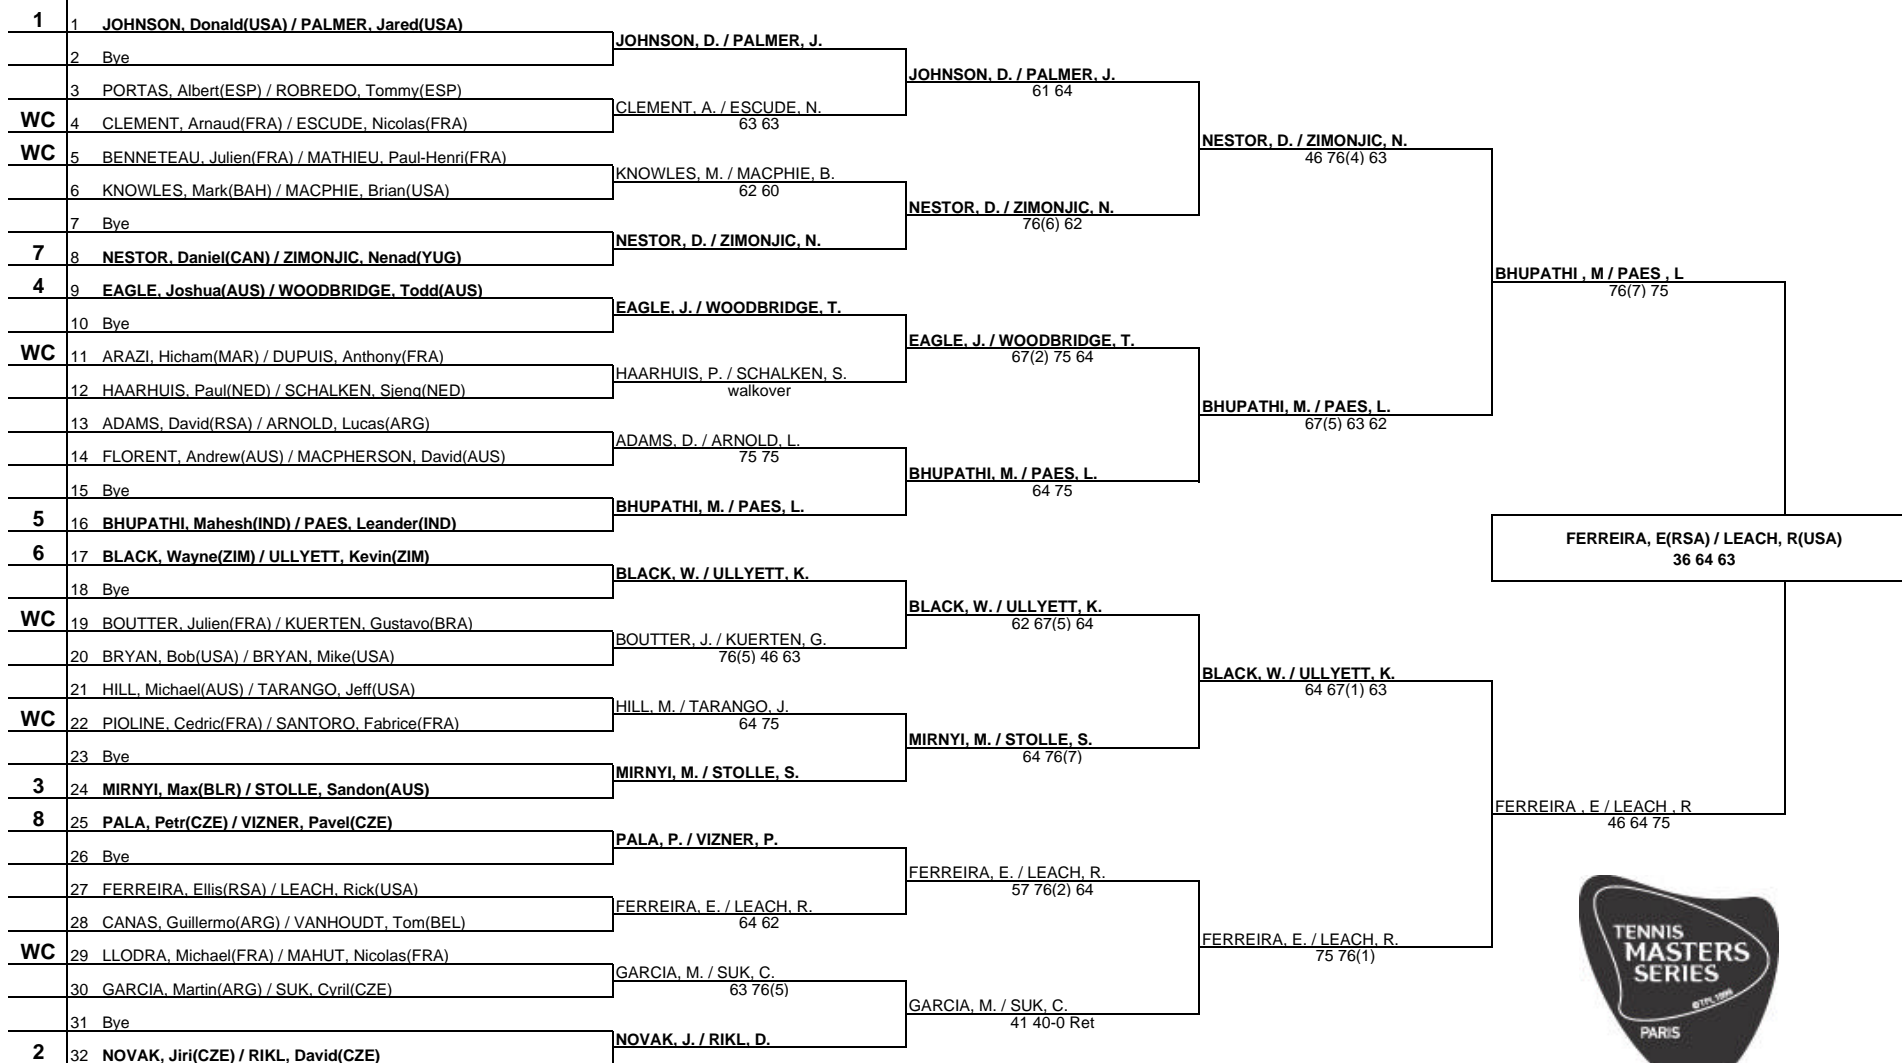 1 1 JOHNSON, Donald(USA) / PALMER, Jared(USA)
2 Bye
3 PORTAS, Albert(ESP) / ROBREDO, Tommy(ESP)
WC 4 CLEMENT, Arnaud(FRA) / ESCUDE, Nicolas(FRA)
WC 5 BENNETEAU, Julien(FRA) / MATHIEU, Paul-Henri(FRA)
6 KNOWLES, Mark(BAH) / MACPHIE, Brian(USA)
7 Bye
7 8 NESTOR, Daniel(CAN) / ZIMONJIC, Nenad(YUG)
4 9 EAGLE, Joshua(AUS) / WOODBRIDGE, Todd(AUS)
10 Bye
WC 11 ARAZI, Hicham(MAR) / DUPUIS, Anthony(FRA)
12 HAARHUIS, Paul(NED) / SCHALKEN, Sjeng(NED)
13 ADAMS, David(RSA) / ARNOLD, Lucas(ARG)
14 FLORENT, Andrew(AUS) / MACPHERSON, David(AUS)
15 Bye
5 16 BHUPATHI, Mahesh(IND) / PAES, Leander(IND)
6 17 BLACK, Wayne(ZIM) / ULLYETT, Kevin(ZIM)
18 Bye
WC 19 BOUTTER, Julien(FRA) / KUERTEN, Gustavo(BRA)
20 BRYAN, Bob(USA) / BRYAN, Mike(USA)
21 HILL, Michael(AUS) / TARANGO, Jeff(USA)
WC 22 PIOLINE, Cedric(FRA) / SANTORO, Fabrice(FRA)
23 Bye
3 24 MIRNYI, Max(BLR) / STOLLE, Sandon(AUS)
8 25 PALA, Petr(CZE) / VIZNER, Pavel(CZE)
26 Bye
27 FERREIRA, Ellis(RSA) / LEACH, Rick(USA)
28 CANAS, Guillermo(ARG) / VANHOUDT, Tom(BEL)
WC 29 LLODRA, Michael(FRA) / MAHUT, Nicolas(FRA)
30 GARCIA, Martin(ARG) / SUK, Cyril(CZE)
31 Bye
2 32 NOVAK, Jiri(CZE) / RIKL, David(CZE)
JOHNSON, D. / PALMER, J.
CLEMENT, A. / ESCUDE, N.
63 63
KNOWLES, M. / MACPHIE, B.
62 60
NESTOR, D. / ZIMONJIC, N.
EAGLE, J. / WOODBRIDGE, T.
HAARHUIS, P. / SCHALKEN, S.
walkover
ADAMS, D. / ARNOLD, L.
75 75
BHUPATHI, M. / PAES, L.
BLACK, W. / ULLYETT, K.
BOUTTER, J. / KUERTEN, G.
76(5) 46 63
HILL, M. / TARANGO, J.
64 75
MIRNYI, M. / STOLLE, S.
PALA, P. / VIZNER, P.
FERREIRA, E. / LEACH, R.
64 62
GARCIA, M. / SUK, C.
63 76(5)
NOVAK, J. / RIKL, D.
JOHNSON, D. / PALMER, J.
61 64
NESTOR, D. / ZIMONJIC, N.
76(6) 62
EAGLE, J. / WOODBRIDGE, T.
67(2) 75 64
BHUPATHI, M. / PAES, L.
64 75
BLACK, W. / ULLYETT, K.
62 67(5) 64
MIRNYI, M. / STOLLE, S.
64 76(7)
FERREIRA, E. / LEACH, R.
57 76(2) 64
GARCIA, M. / SUK, C.
41 40-0 Ret
NESTOR, D. / ZIMONJIC, N.
46 76(4) 63
BHUPATHI, M. / PAES, L.
67(5) 63 62
BLACK, W. / ULLYETT, K.
64 67(1) 63
FERREIRA, E. / LEACH, R.
75 76(1)
BHUPATHI , M / PAES , L
76(7) 75
FERREIRA , E / LEACH , R
46 64 75
FERREIRA, E(RSA) / LEACH, R(USA)
36 64 63
TENNIS
MASTERS
SERIES
PARIS